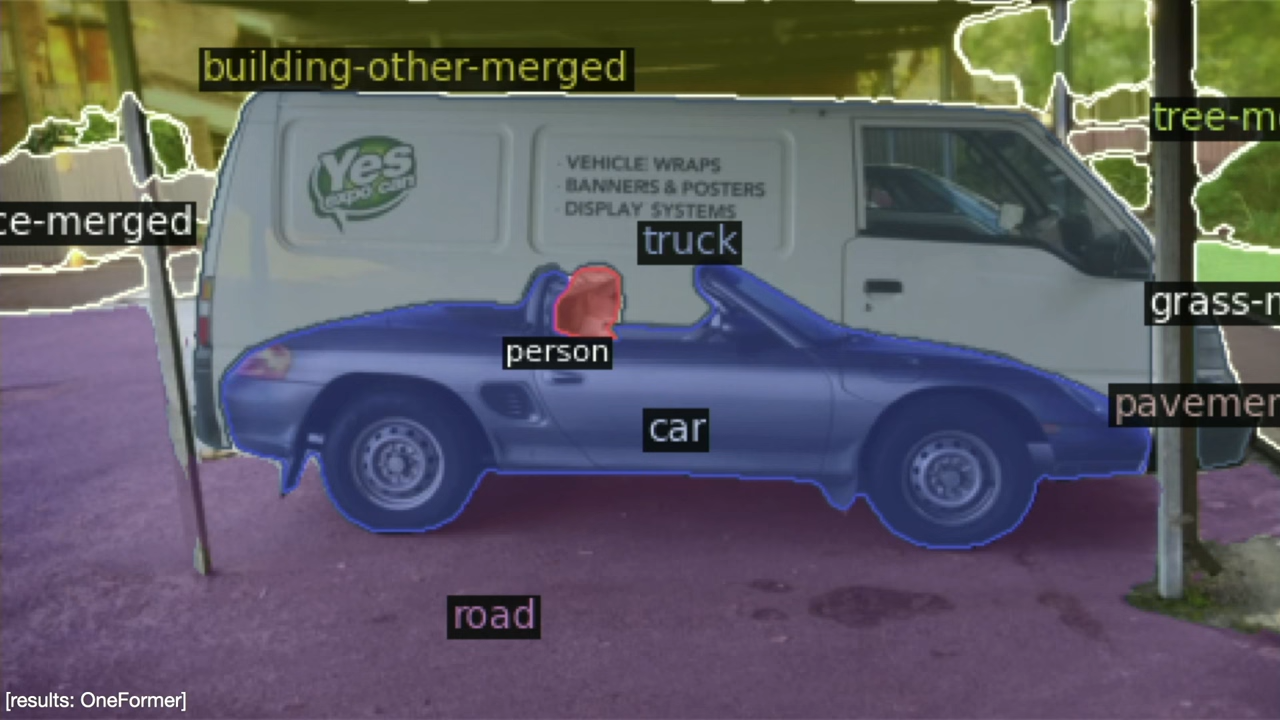 building-other-merged
tree-m
Yes
expo can
· VEHICLE WRAPS
· BANNERS & POSTERS
· DISPLAY SYSTEMS
ce-merged
truck
grass-m
person
pavemen
car
road
[results: OneFormer]